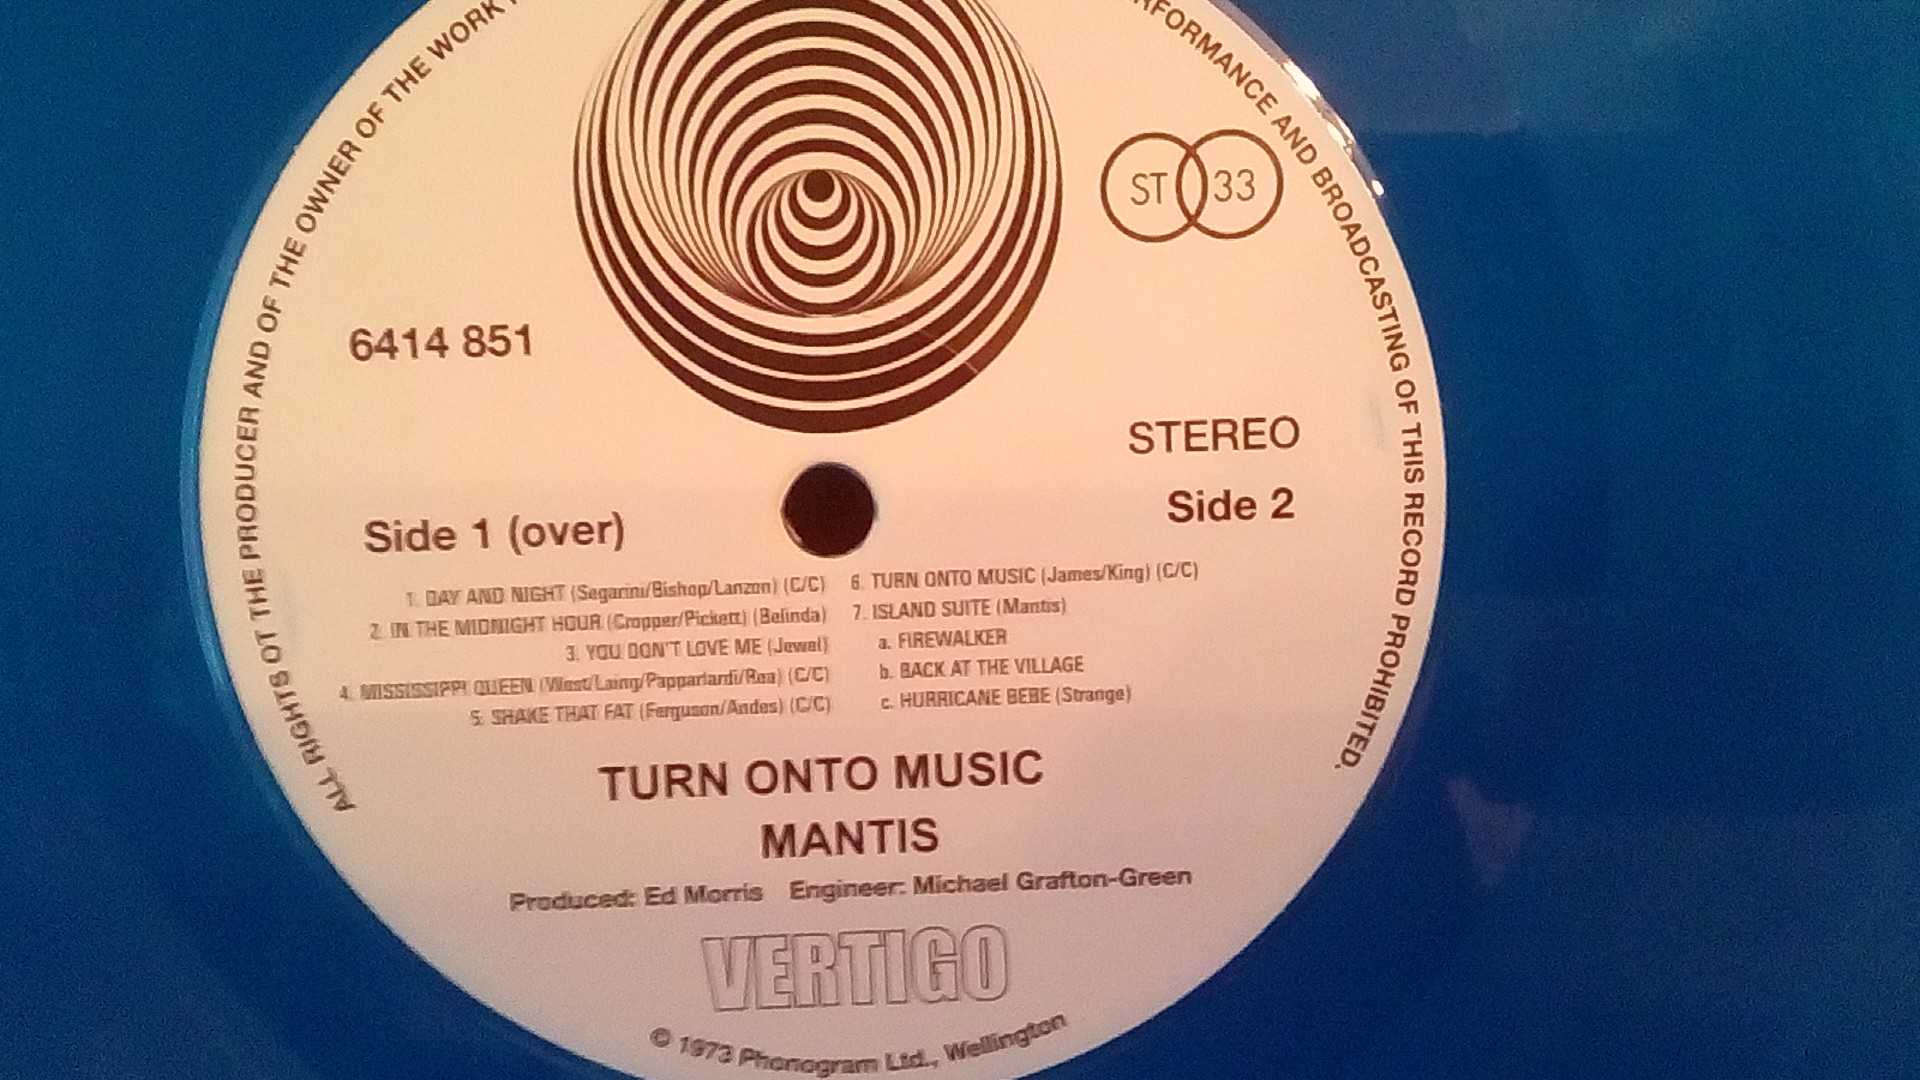 ALL RIGHTS OT THE PRODUCER AND OF THE OWNER OF THE WORK
RFORMANCE AND BROADCASTING OF THIS RECORD PROHIBITED.
ST 33
6414 851
STEREO
Side 1 (over)
Side 2
1. DAY AND NIGHT (Segarini/Bishop/Lanzon) (C/C)
2. IN THE MIDNIGHT HOUR (Cropper/Pickett) (Belinda)
3. YOU DON'T LOVE ME (Jewel)
4. MISSISSIPPI QUEEN (West/Laing/Pappalardi/Rea) (C/C)
5. SHAKE THAT FAT (Ferguson/Andes) (C/C)
6. TURN ONTO MUSIC (James/King) (C/C)
7. ISLAND SUITE (Mantis)
a. FIREWALKER
b. BACK AT THE VILLAGE
c. HURRICANE BEBE (Strange)
TURN ONTO MUSIC
MANTIS
Produced: Ed Morris Engineer: Michael Grafton-Green
VERTIGO
© 1973 Phonogram Ltd., Wellington